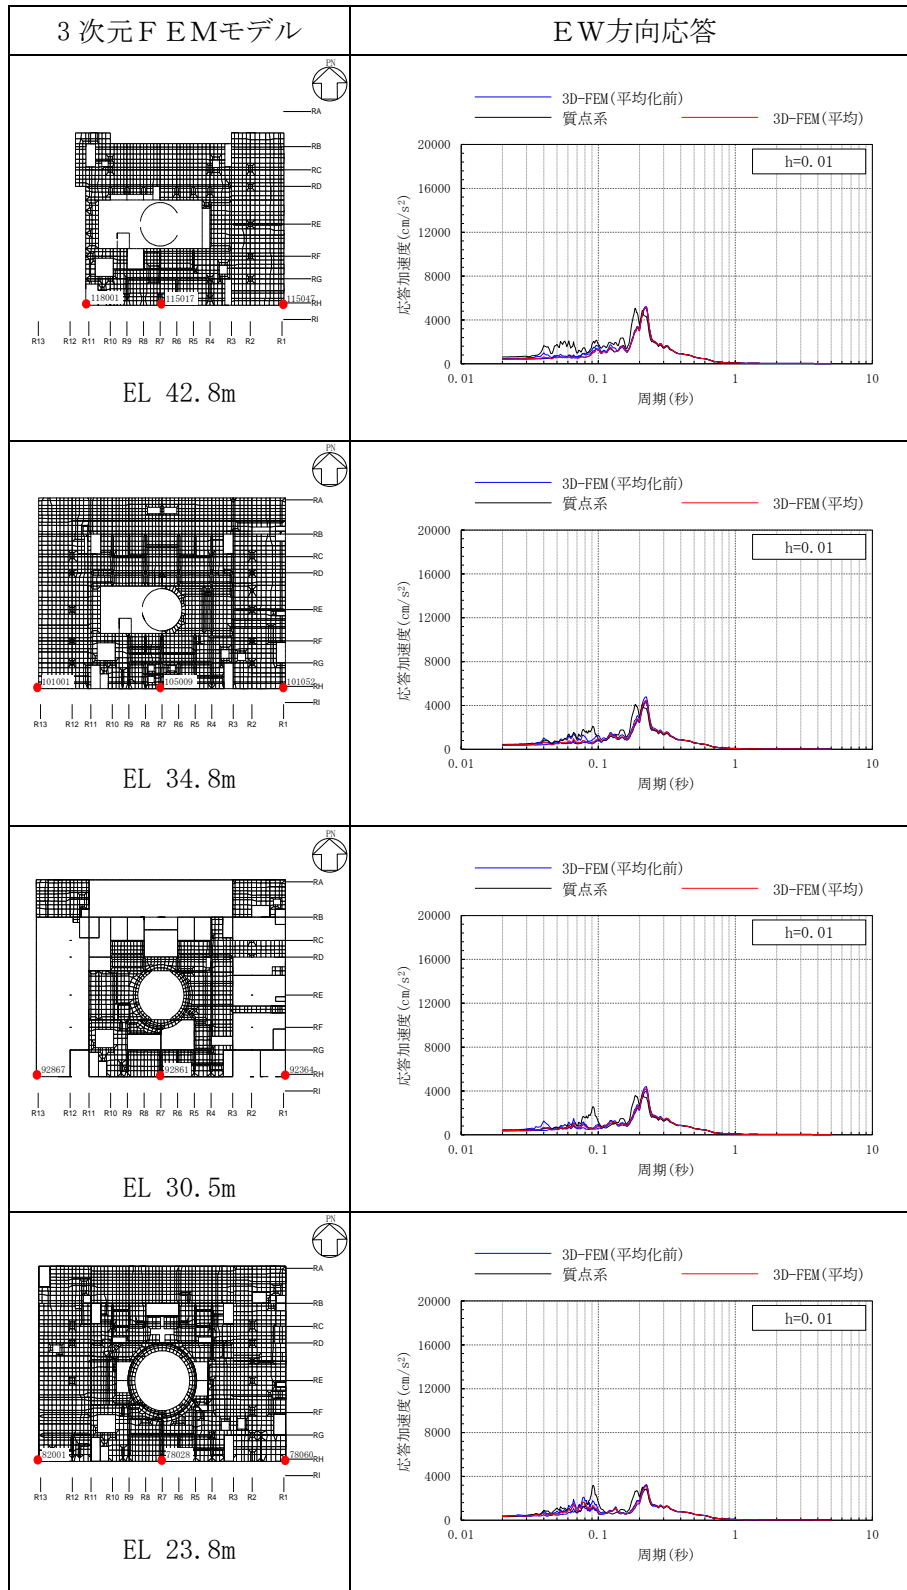 3次元FEMモデル
EW方向応答
PN
RA
RB
RC
RD
RE
RF
RG
RH
RI
118001 115017 115047
R13 R12 R11 R10 R9 R8 R7 R6 R5 R4 R3 R2 R1
EL 42.8m
3D-FEM(平均化前)
質点系 3D-FEM(平均)
h=0.01
応答加速度(cm/s²)
20000
16000
12000
8000
4000
0
0.01 0.1 1 10
周期(秒)
PN
RA
RB
RC
RD
RE
RF
RG
RH
RI
101001 105009 101052
R13 R12 R11 R10 R9 R8 R7 R6 R5 R4 R3 R2 R1
EL 34.8m
3D-FEM(平均化前)
質点系 3D-FEM(平均)
h=0.01
応答加速度(cm/s²)
20000
16000
12000
8000
4000
0
0.01 0.1 1 10
周期(秒)
PN
RA
RB
RC
RD
RE
RF
RG
RH
RI
92867 92861 92364
R13 R12 R11 R10 R9 R8 R7 R6 R5 R4 R3 R2 R1
EL 30.5m
3D-FEM(平均化前)
質点系 3D-FEM(平均)
h=0.01
応答加速度(cm/s²)
20000
16000
12000
8000
4000
0
0.01 0.1 1 10
周期(秒)
PN
RA
RB
RC
RD
RE
RF
RG
RH
RI
82001 78028 78060
R13 R12 R11 R10 R9 R8 R7 R6 R5 R4 R3 R2 R1
EL 23.8m
3D-FEM(平均化前)
質点系 3D-FEM(平均)
h=0.01
応答加速度(cm/s²)
20000
16000
12000
8000
4000
0
0.01 0.1 1 10
周期(秒)